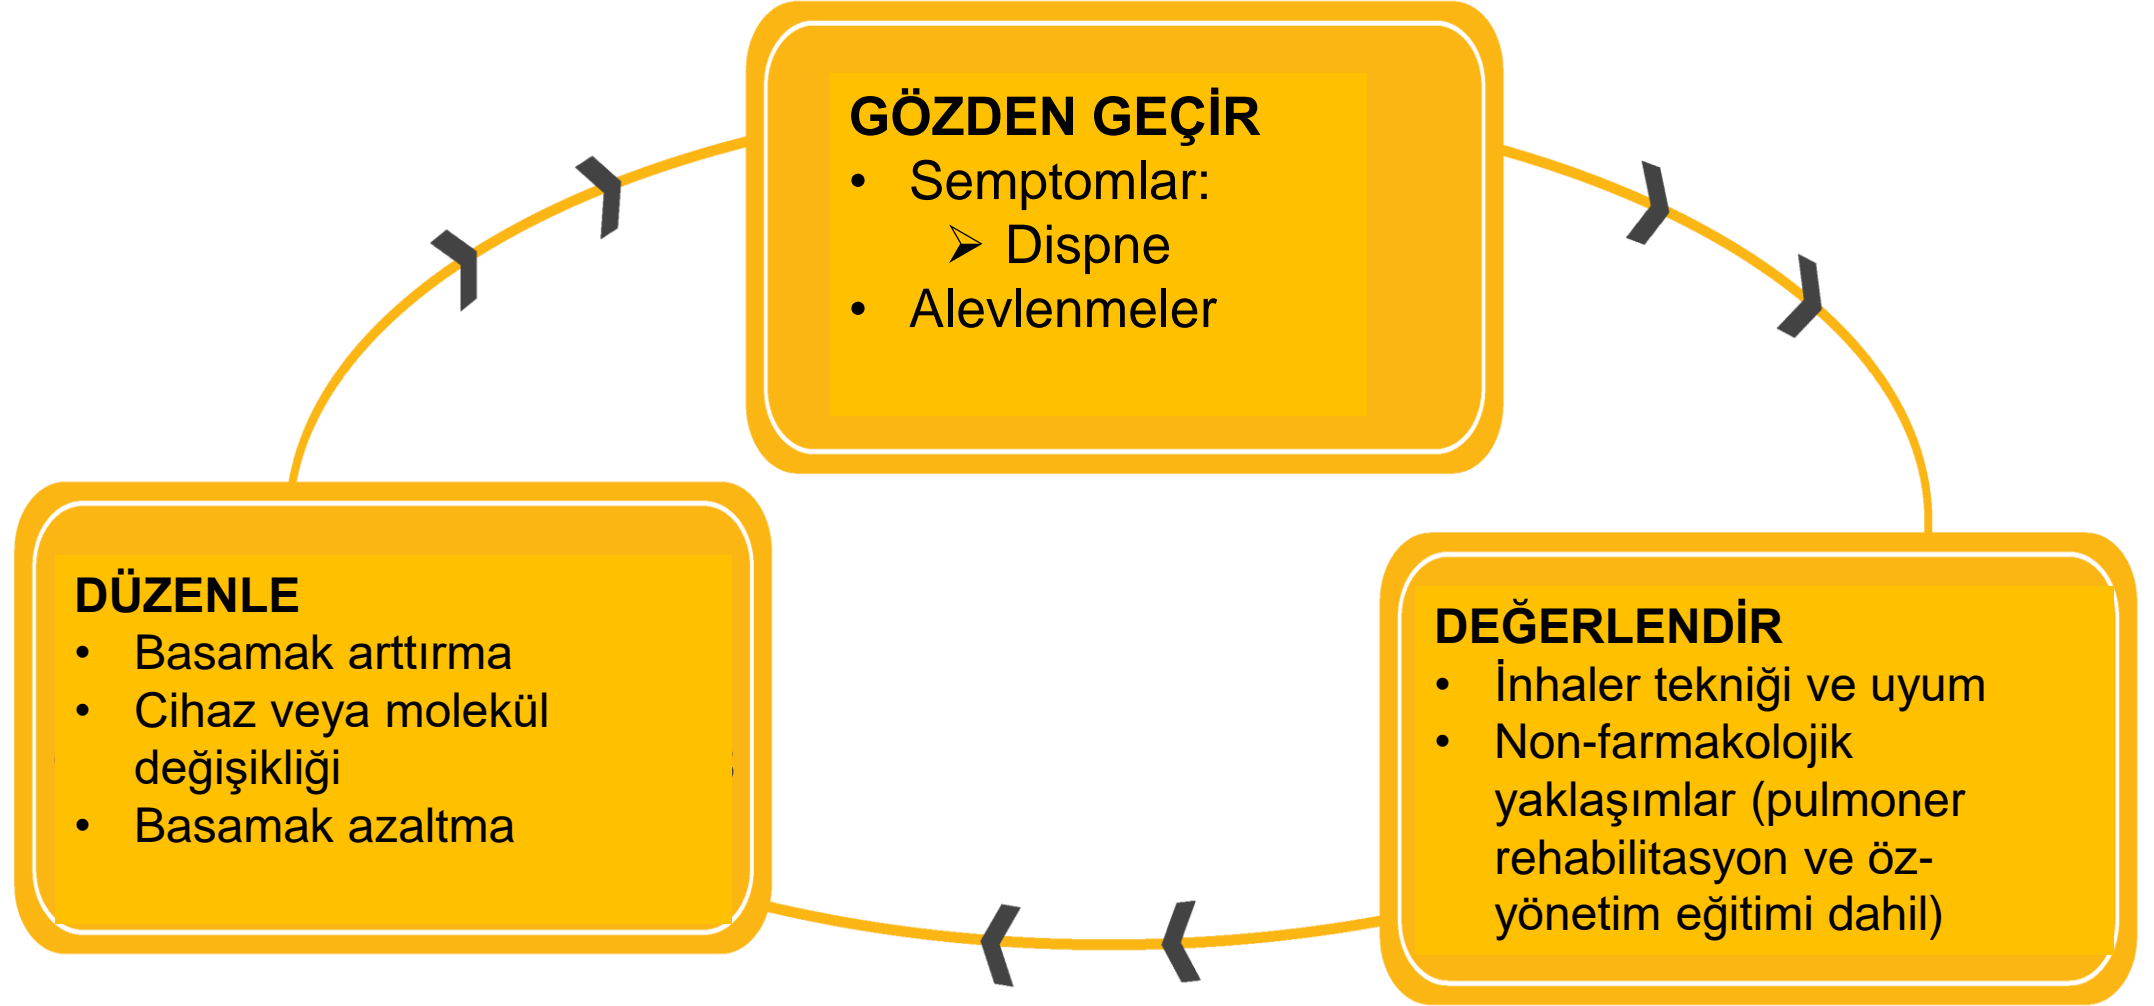 GÖZDEN GEÇİR
• Semptomlar:
➢ Dispne
• Alevlenmeler
DÜZENLE
• Basamak arttırma
• Cihaz veya molekül
değişikliği
• Basamak azaltma
DEĞERLENDİR
• İnhaler tekniği ve uyum
• Non-farmakolojik
yaklaşımlar (pulmoner
rehabilitasyon ve öz-
yönetim eğitimi dahil)